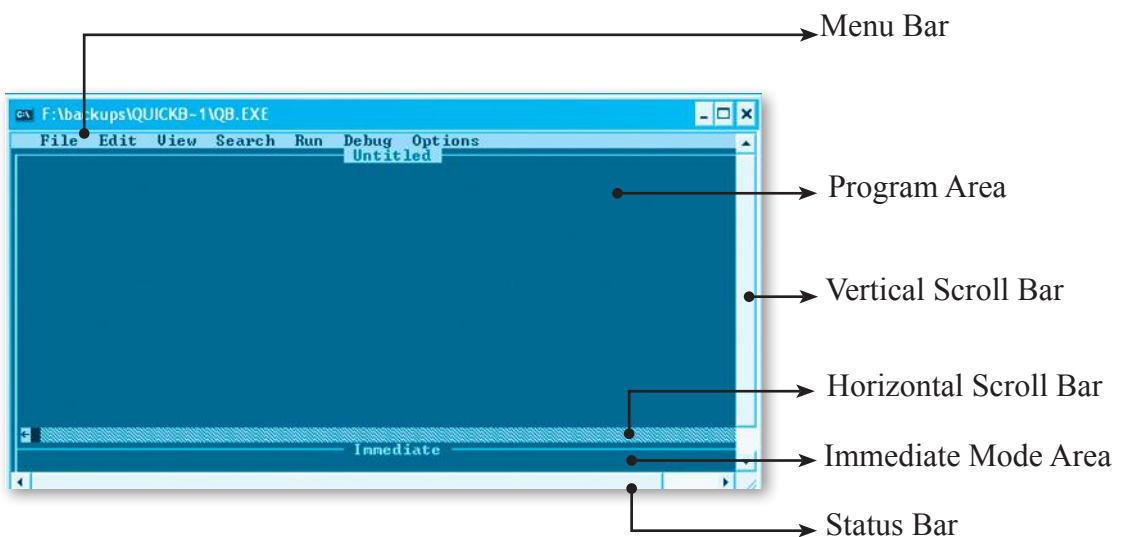 Menu Bar
F:\backups\QUICKB~1\QB.EXE
File Edit View Search Run Debug Options
Untitled
Program Area
Vertical Scroll Bar
Horizontal Scroll Bar
Immediate
Immediate Mode Area
Status Bar